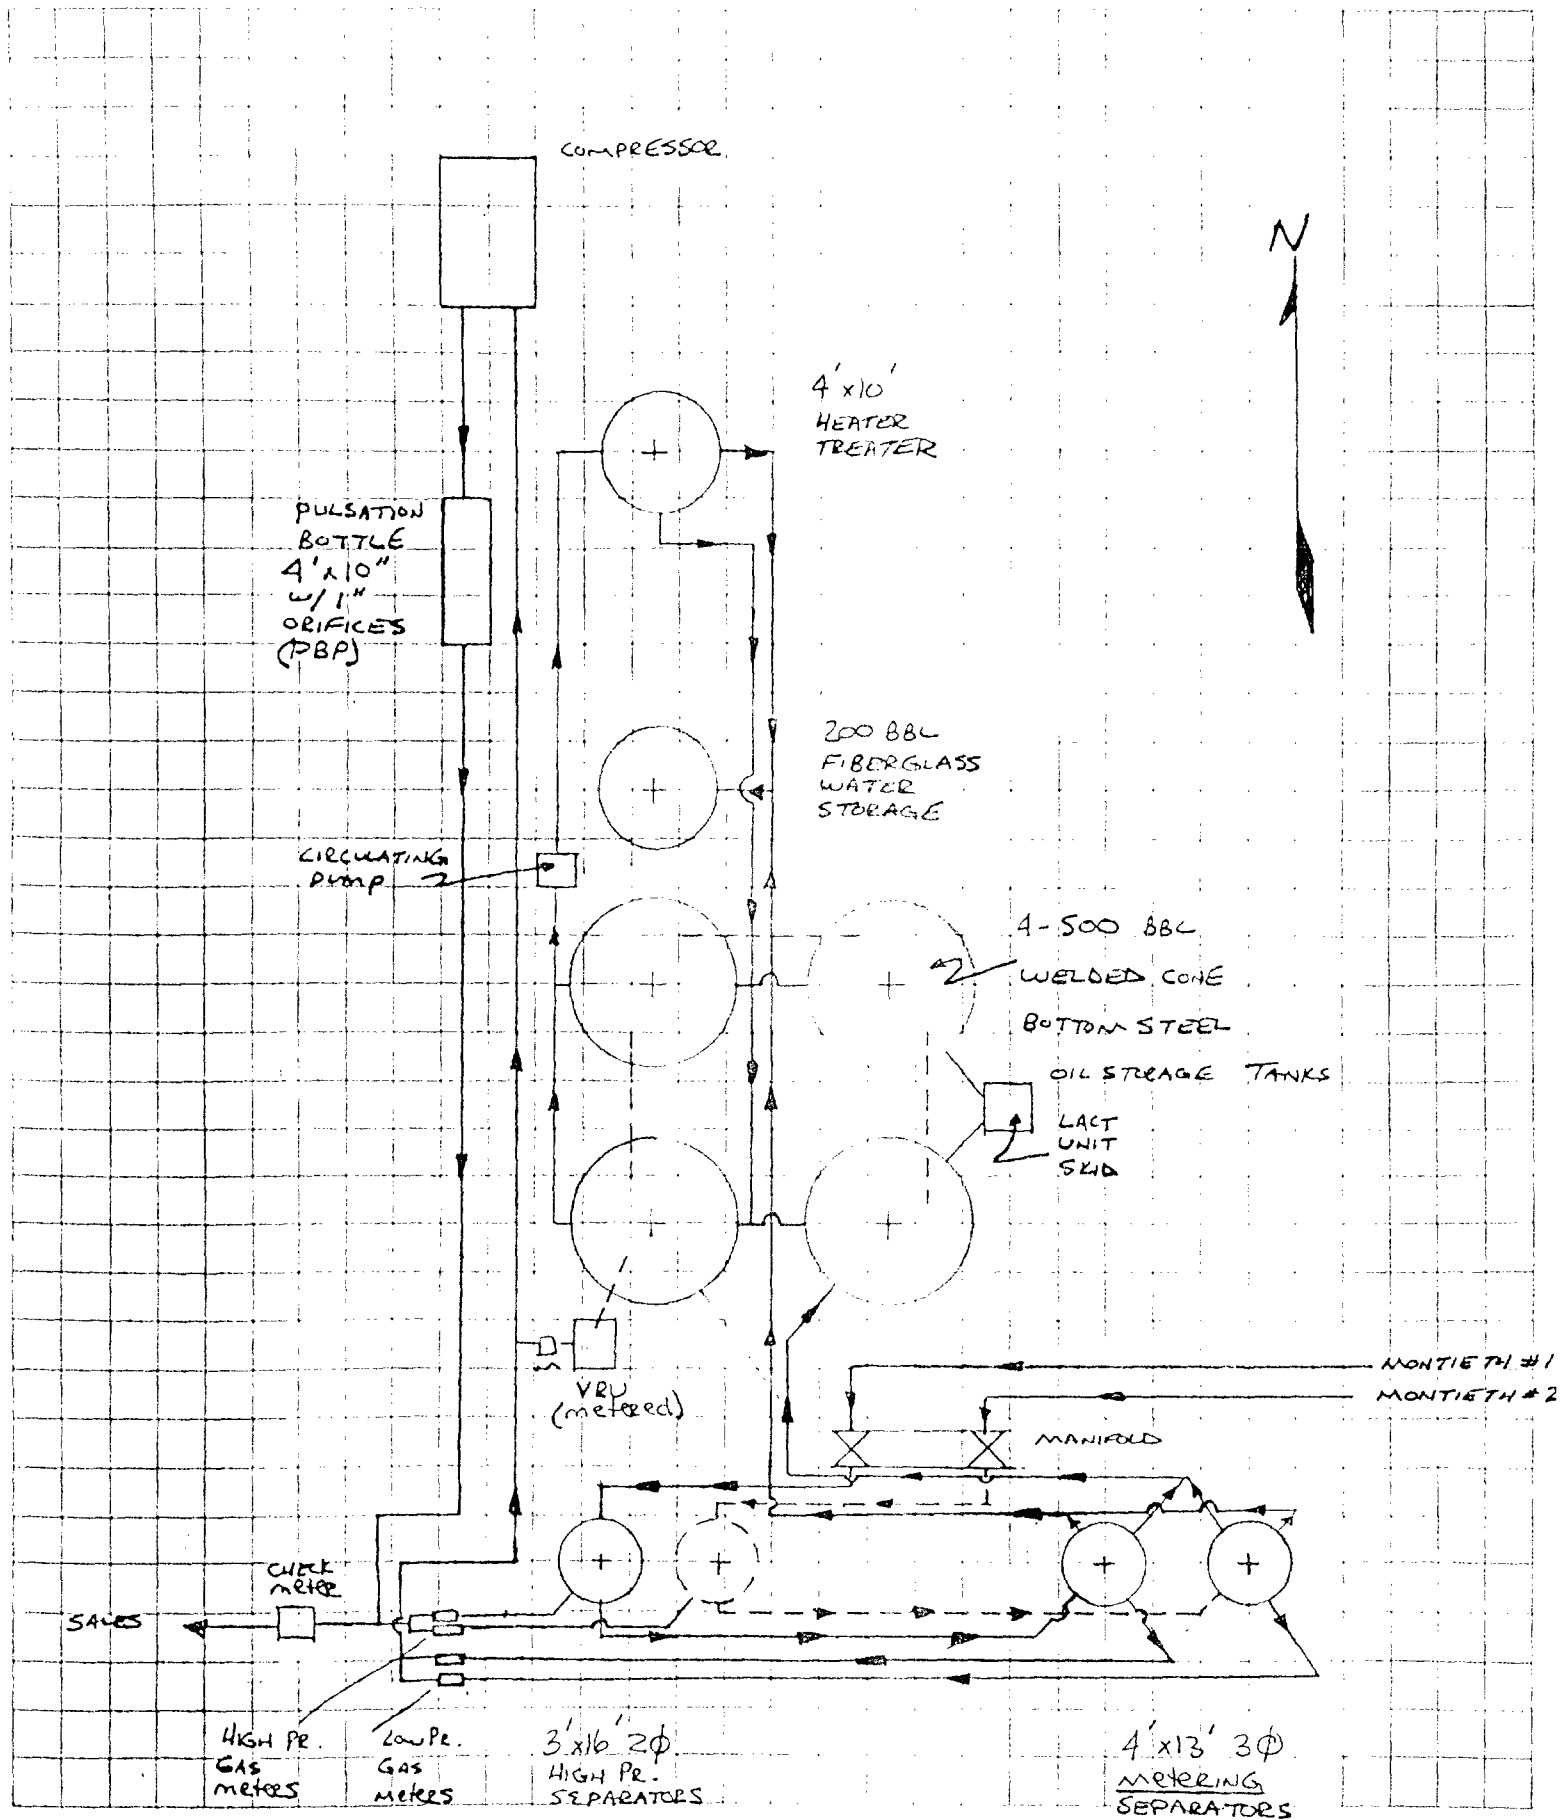 COMPRESSOR
N
4'x10'
HEATER
TREATER
PULSATION
BOTTLE
4'x10"
w/ 1"
ORIFICES
(PBP)
200 BBL
FIBERGLASS
WATER
STORAGE
CIRCULATING
PUMP
4-500 BBL
WELDED CONE
BOTTOM STEEL
OIL STORAGE TANKS
LACT
UNIT
SKID
VRU
(metered)
MONTIETH #1
MONTIETH #2
MANIFOLD
CHECK
meter
SALES
HIGH PR.
GAS
meters
LOW PR.
GAS
meters
3'x16' 2φ
HIGH PR.
SEPARATORS
4'x13' 3φ
METERING
SEPARATORS